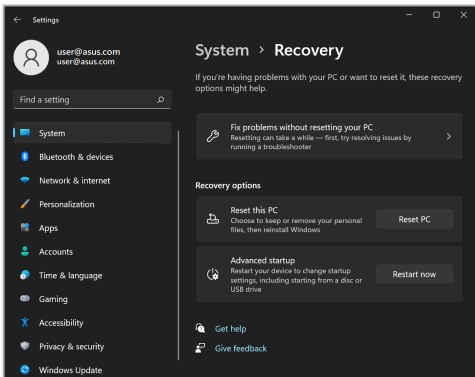 Settings
user@asus.com
user@asus.com
Find a setting
System
Bluetooth & devices
Network & internet
Personalization
Apps
Accounts
Time & language
Gaming
Accessibility
Privacy & security
Windows Update
System > Recovery
If you're having problems with your PC or want to reset it, these recovery
options might help.
Fix problems without resetting your PC
Resetting can take a while — first, try resolving issues by
running a troubleshooter
Recovery options
Reset this PC
Choose to keep or remove your personal
files, then reinstall Windows
Reset PC
Advanced startup
Restart your device to change startup
settings, including starting from a disc or
USB drive
Restart now
Get help
Give feedback